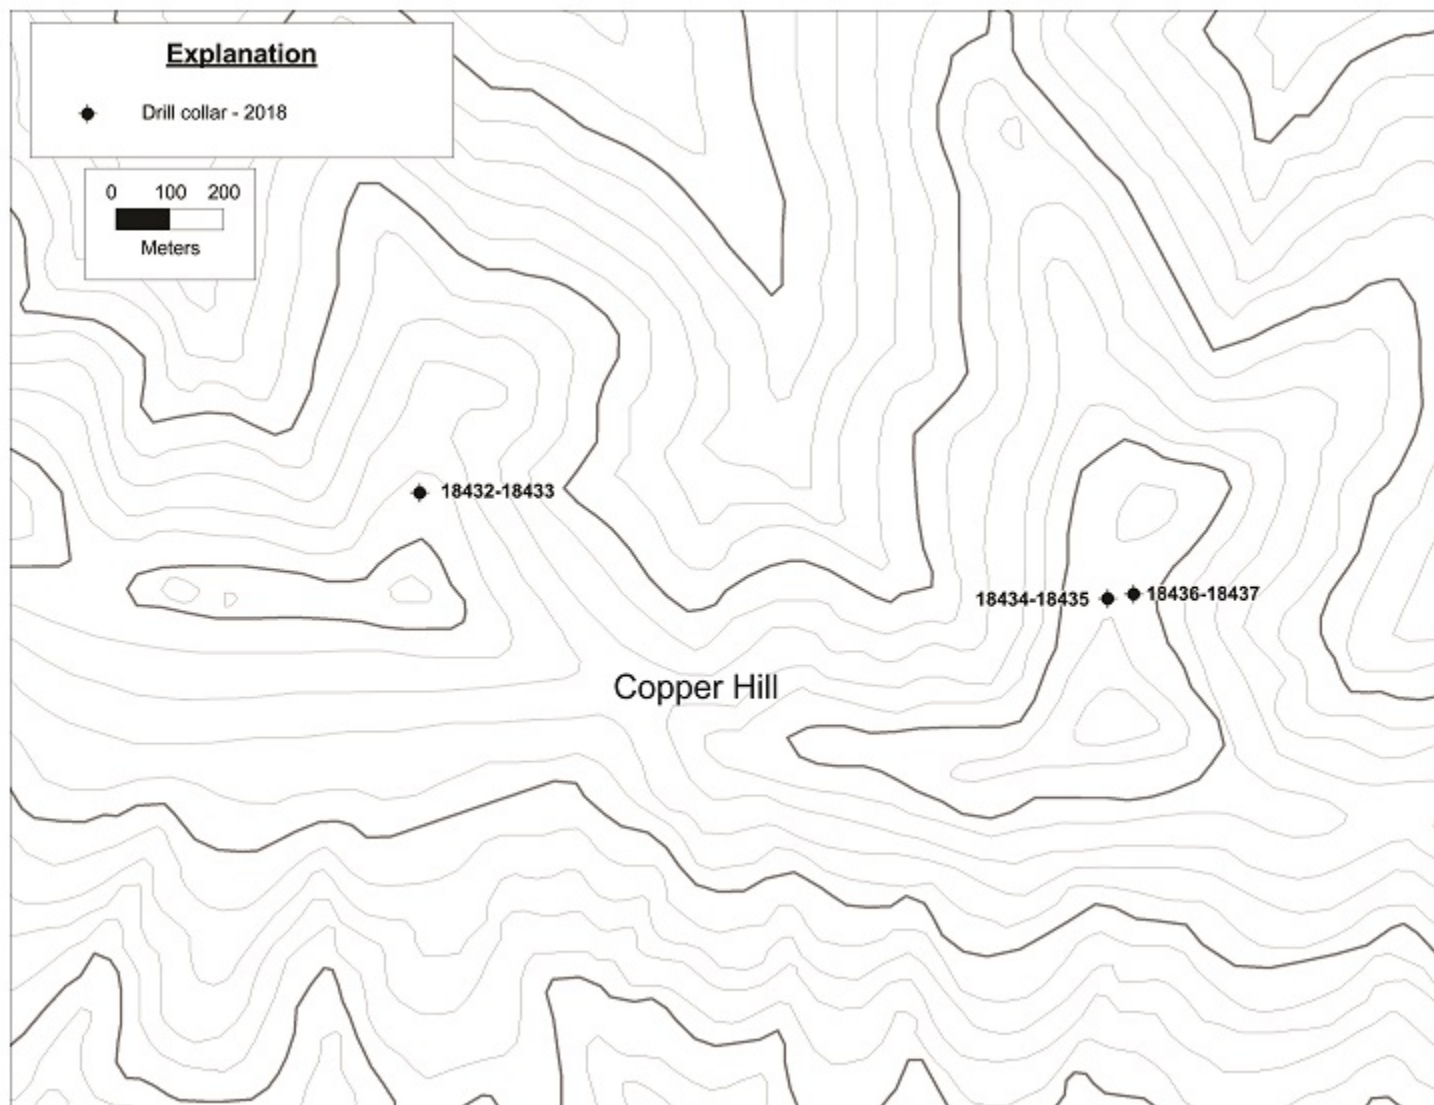 Explanation
Drill collar - 2018
0 100 200
Meters
18432-18433
18434-18435
18436-18437
Copper Hill